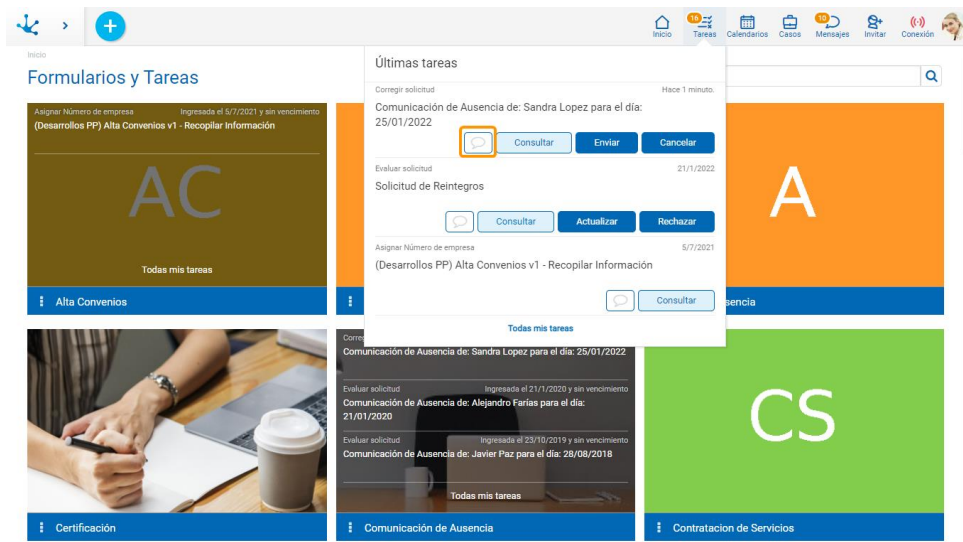 Inicio
16
Tareas
Calendarios
Casos
10
Mensajes
Invitar
Conexión
Inicio
Formularios y Tareas
Últimas tareas
Corregir solicitud
Hace 1 minuto.
Comunicación de Ausencia de: Sandra Lopez para el día:
25/01/2022
Consultar
Enviar
Cancelar
Evaluar solicitud
21/1/2022
Solicitud de Reintegros
Consultar
Actualizar
Rechazar
Asignar Número de empresa
5/7/2021
(Desarrollos PP) Alta Convenios v1 - Recopilar Información
Consultar
Todas mis tareas
Asignar Número de empresa
Ingresada el 5/7/2021 y sin vencimiento
(Desarrollos PP) Alta Convenios v1 - Recopilar Información
AC
Todas mis tareas
Alta Convenios
A
sencia
Certificación
Correg
Comunicación de Ausencia de: Sandra Lopez para el día: 25/01/2022
Evaluar solicitud
Ingresada el 21/1/2020 y sin vencimiento
Comunicación de Ausencia de: Alejandro Farías para el día:
21/01/2020
Evaluar solicitud
Ingresada el 23/10/2019 y sin vencimiento
Comunicación de Ausencia de: Javier Paz para el día: 28/08/2018
Todas mis tareas
Comunicación de Ausencia
CS
Contratacion de Servicios